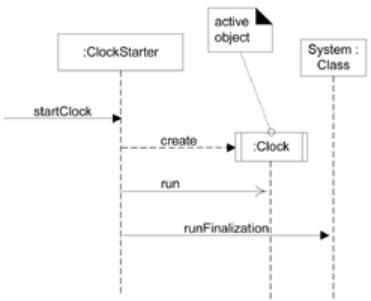 active
object
:ClockStarter
System :
Class
startClock
create
:Clock
run
runFinalization